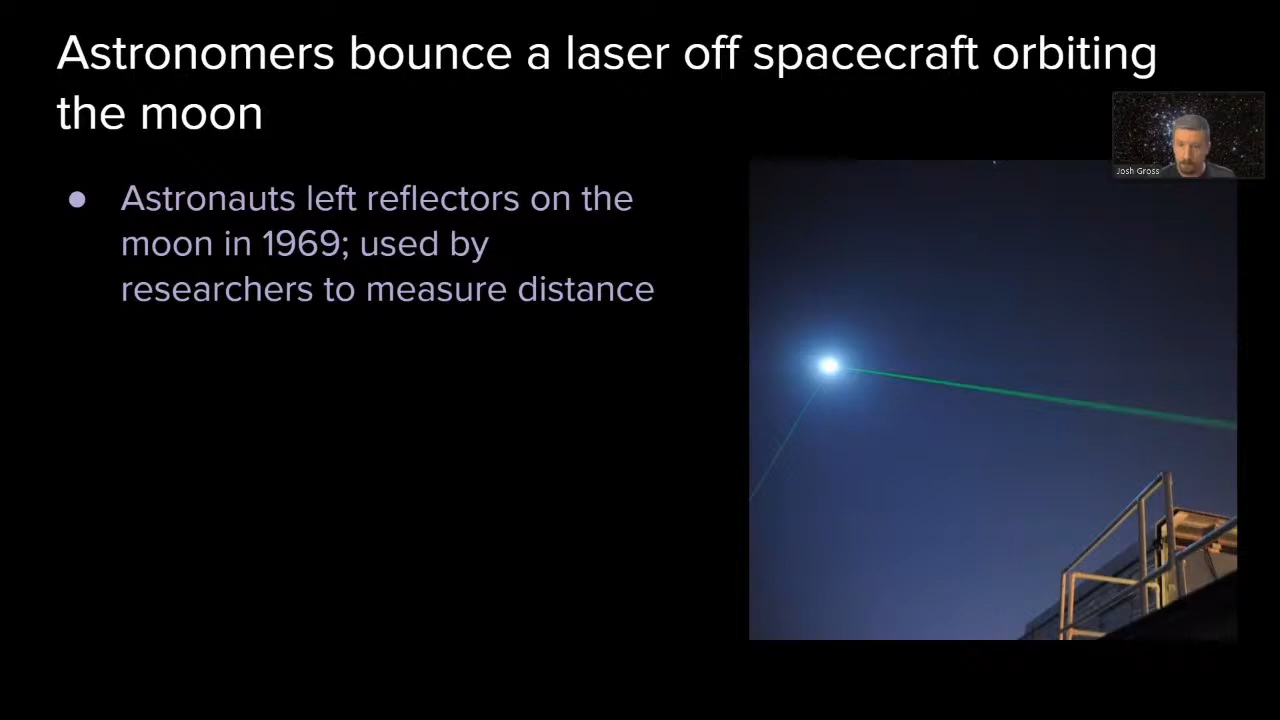 Astronomers bounce a laser off spacecraft orbiting
the moon
Josh Gross
● Astronauts left reflectors on the
moon in 1969; used by
researchers to measure distance